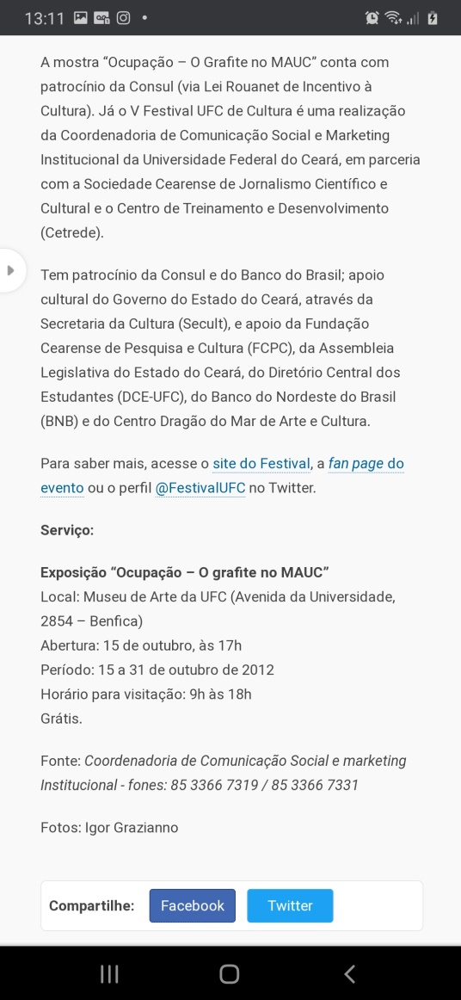 13:11
A mostra “Ocupação – O Grafite no MAUC” conta com
patrocínio da Consul (via Lei Rouanet de Incentivo à
Cultura). Já o V Festival UFC de Cultura é uma realização
da Coordenadoria de Comunicação Social e Marketing
Institucional da Universidade Federal do Ceará, em parceria
com a Sociedade Cearense de Jornalismo Científico e
Cultural e o Centro de Treinamento e Desenvolvimento
(Cetrede).
Tem patrocínio da Consul e do Banco do Brasil; apoio
cultural do Governo do Estado do Ceará, através da
Secretaria da Cultura (Secult), e apoio da Fundação
Cearense de Pesquisa e Cultura (FCPC), da Assembleia
Legislativa do Estado do Ceará, do Diretório Central dos
Estudantes (DCE-UFC), do Banco do Nordeste do Brasil
(BNB) e do Centro Dragão do Mar de Arte e Cultura.
Para saber mais, acesse o site do Festival, a fan page do
evento ou o perfil @FestivalUFC no Twitter.
Serviço:
Exposição “Ocupação – O grafite no MAUC”
Local: Museu de Arte da UFC (Avenida da Universidade,
2854 – Benfica)
Abertura: 15 de outubro, às 17h
Período: 15 a 31 de outubro de 2012
Horário para visitação: 9h às 18h
Grátis.
Fonte: Coordenadoria de Comunicação Social e marketing
Institucional - fones: 85 3366 7319 / 85 3366 7331
Fotos: Igor Grazianno
Compartilhe: Facebook Twitter